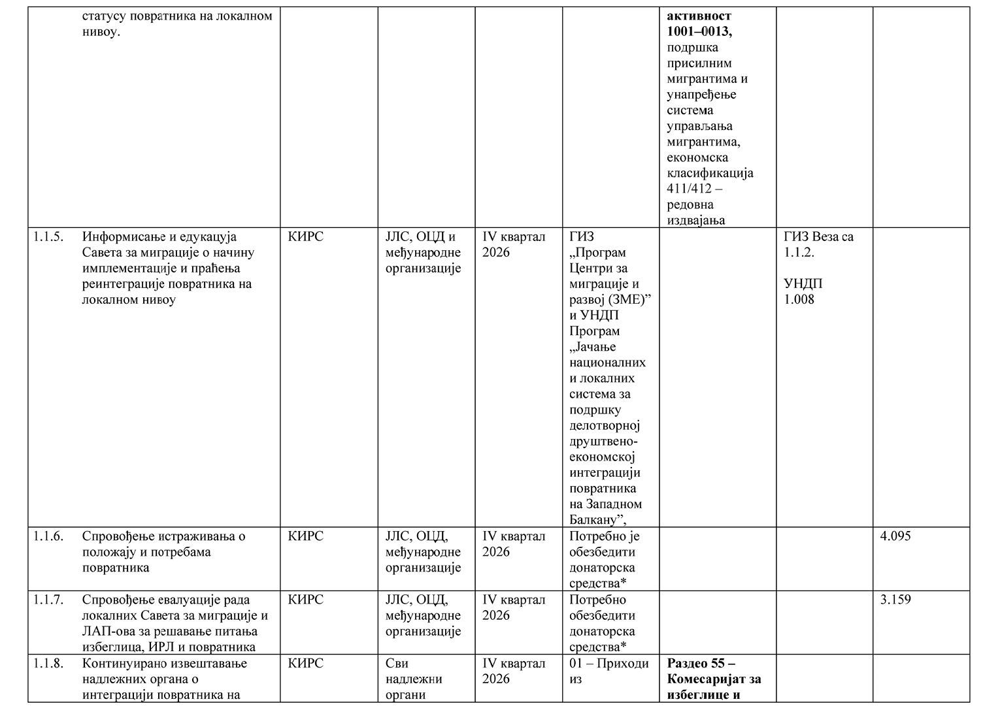 статусу повратника на локалном
нивоу.
активност
1001–0013,
подршка
присилним
мигрантима и
унапређење
система
управљања
мигрантима,
економска
класификација
411/412 –
редовна
издвајања
1.1.5.
Информисање и едукацуја
Савета за миграције о начину
имплементације и праћења
реинтеграције повратника на
локалном нивоу
КИРС
ЈЛС, ОЦД и
међународне
организације
IV квартал
2026
ГИЗ
„Програм
Центри за
миграције и
развој (ЗМЕ)”
и УНДП
Програм
„Јачање
националних
и локалних
система за
подршку
делотворној
друштвено-
економској
интеграцији
повратника
на Западном
Балкану”,
ГИЗ Веза са
1.1.2.
УНДП
1.008
1.1.6.
Спровођење истраживања о
положају и потребама
повратника
КИРС
ЈЛС, ОЦД,
међународне
организације
IV квартал
2026
Потребно је
обезбедити
донаторска
средства*
4.095
1.1.7.
Спровођење евалуације рада
локалних Савета за миграције и
ЛАП-ова за решавање питања
избеглица, ИРЛ и повратника
КИРС
ЈЛС, ОЦД,
међународне
организације
IV квартал
2026
Потребно
обезбедити
донаторска
средства*
3.159
1.1.8.
Континуирано извештавање
надлежних органа о
интеграцији повратника на
КИРС
Сви
надлежни
органи
IV квартал
2026
01 – Приходи
из
Раздео 55 –
Комесаријат за
избеглице и